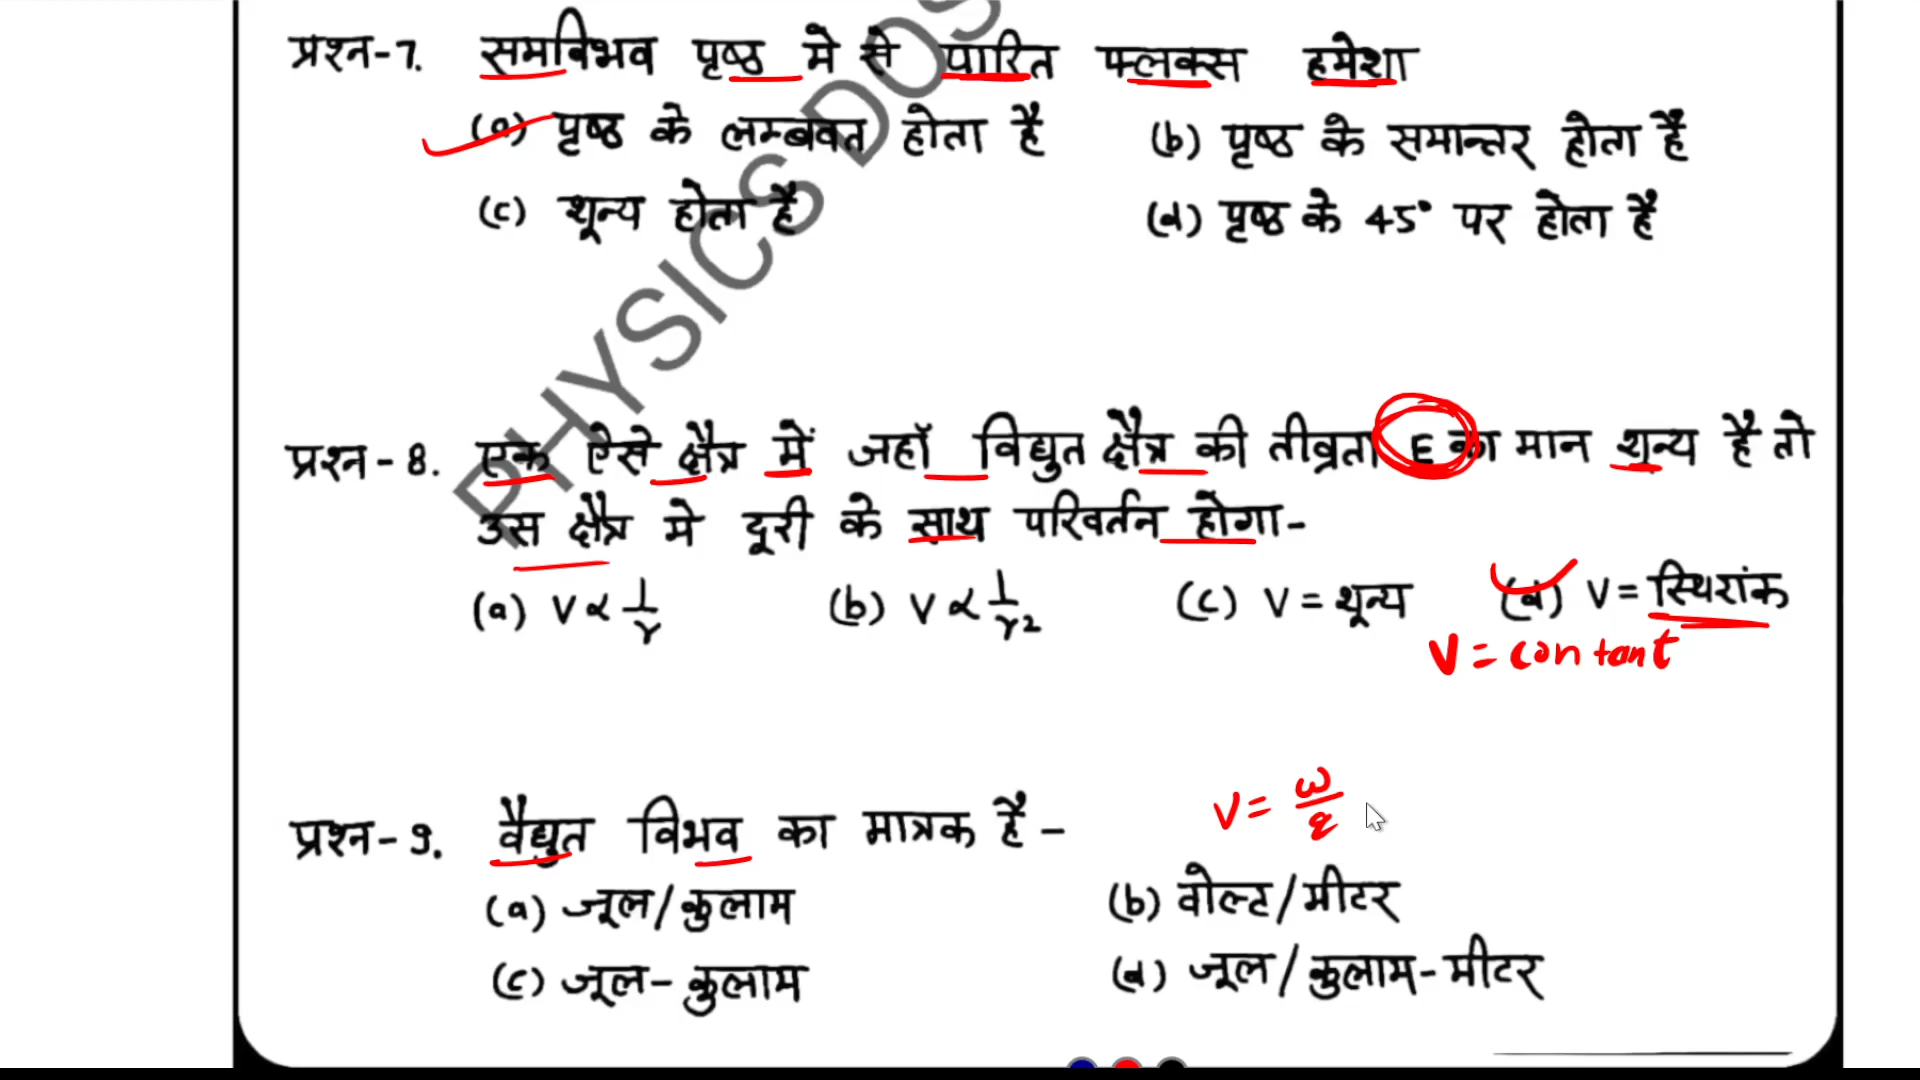 प्रश्न-7. समविभव पृष्ठ मे से पारित फ्लक्स हमेशा
(a) पृष्ठ के लम्बवत होता है (b) पृष्ठ के समान्तर होता है
(c) शून्य होता है (d) पृष्ठ के 45° पर होता है
PHYSICS DOS
प्रश्न-8. एक ऐसे क्षैत्र में जहाँ विद्युत क्षैत्र की तीव्रता E का मान शून्य है तो
उस क्षैत्र मे दूरी के साथ परिवर्तन होगा-
(a) V ∝ 1/r (b) V ∝ 1/r2 (c) V = शून्य (d) V = स्थिरांक
V = contant
V = ω/q
प्रश्न-9. वैद्युत विभव का मात्रक है -
(a) जूल/कुलाम (b) वोल्ट/मीटर
(c) जूल-कुलाम (d) जूल/कुलाम-मीटर